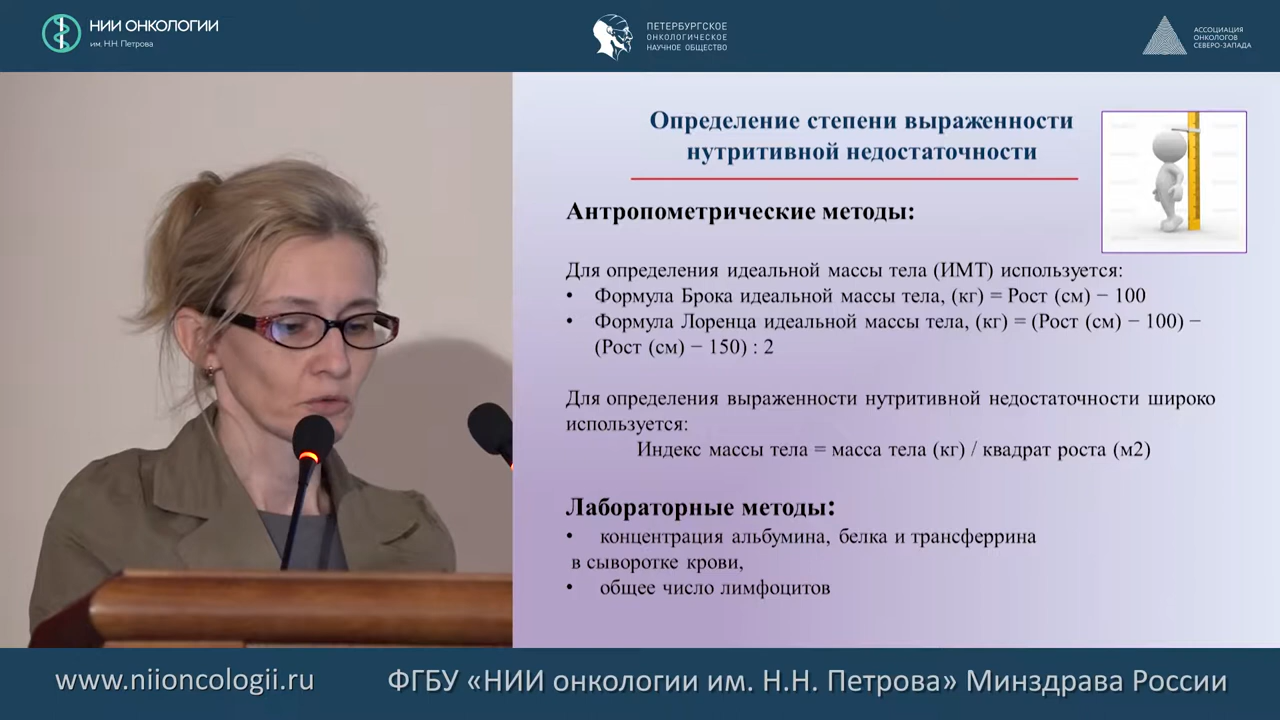 НИИ ОНКОЛОГИИ
им. Н.Н. Петрова
ПЕТЕРБУРГСКОЕ
ОНКОЛОГИЧЕСКОЕ
НАУЧНОЕ ОБЩЕСТВО
АССОЦИАЦИЯ
ОНКОЛОГОВ
СЕВЕРО-ЗАПАДА
Определение степени выраженности
нутритивной недостаточности
Антропометрические методы:
Для определения идеальной массы тела (ИМТ) используется:
• Формула Брока идеальной массы тела, (кг) = Рост (см) − 100
• Формула Лоренца идеальной массы тела, (кг) = (Рост (см) − 100) −
(Рост (см) − 150) : 2
Для определения выраженности нутритивной недостаточности широко
используется:
Индекс массы тела = масса тела (кг) / квадрат роста (м2)
Лабораторные методы:
• концентрация альбумина, белка и трансферрина
в сыворотке крови,
• общее число лимфоцитов
www.niioncologii.ru
ФГБУ «НИИ онкологии им. Н.Н. Петрова» Минздрава России